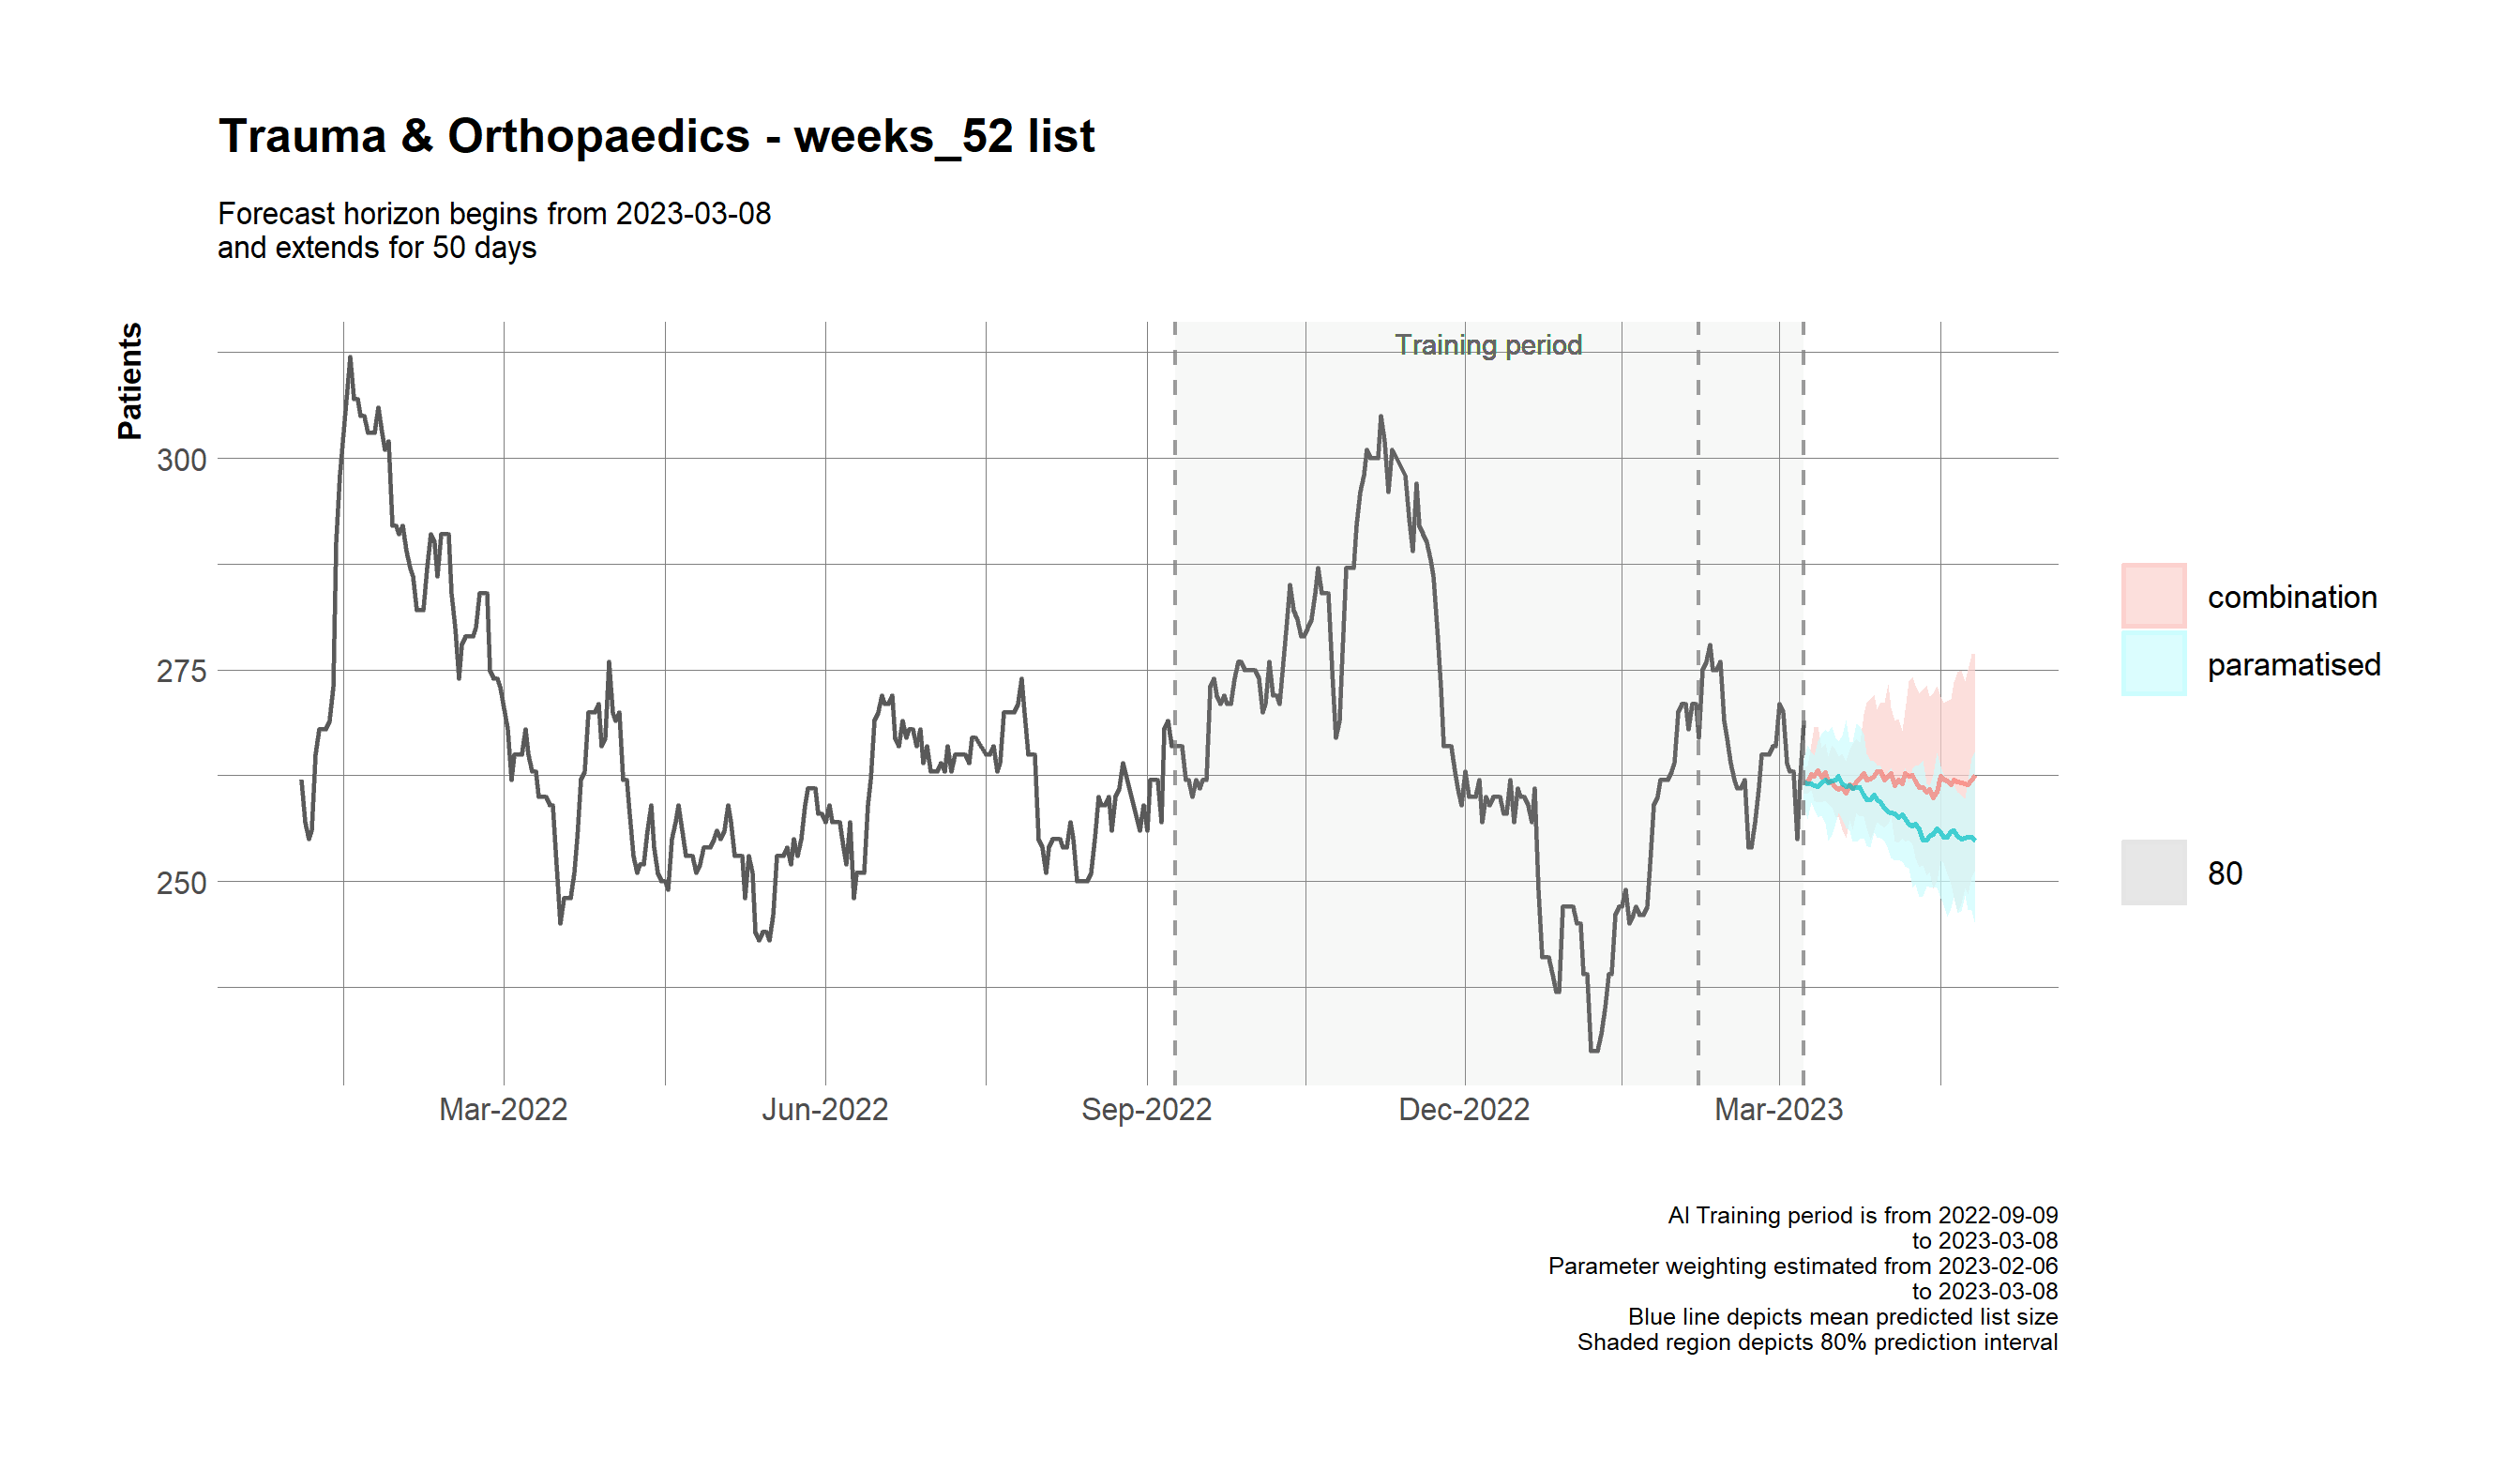 Trauma & Orthopaedics - weeks_52 list
Forecast horizon begins from 2023-03-08
and extends for 50 days
Patients
Training period
300
275
250
combination
paramatised
80
Mar-2022
Jun-2022
Sep-2022
Dec-2022
Mar-2023
AI Training period is from 2022-09-09
to 2023-03-08
Parameter weighting estimated from 2023-02-06
to 2023-03-08
Blue line depicts mean predicted list size
Shaded region depicts 80% prediction interval